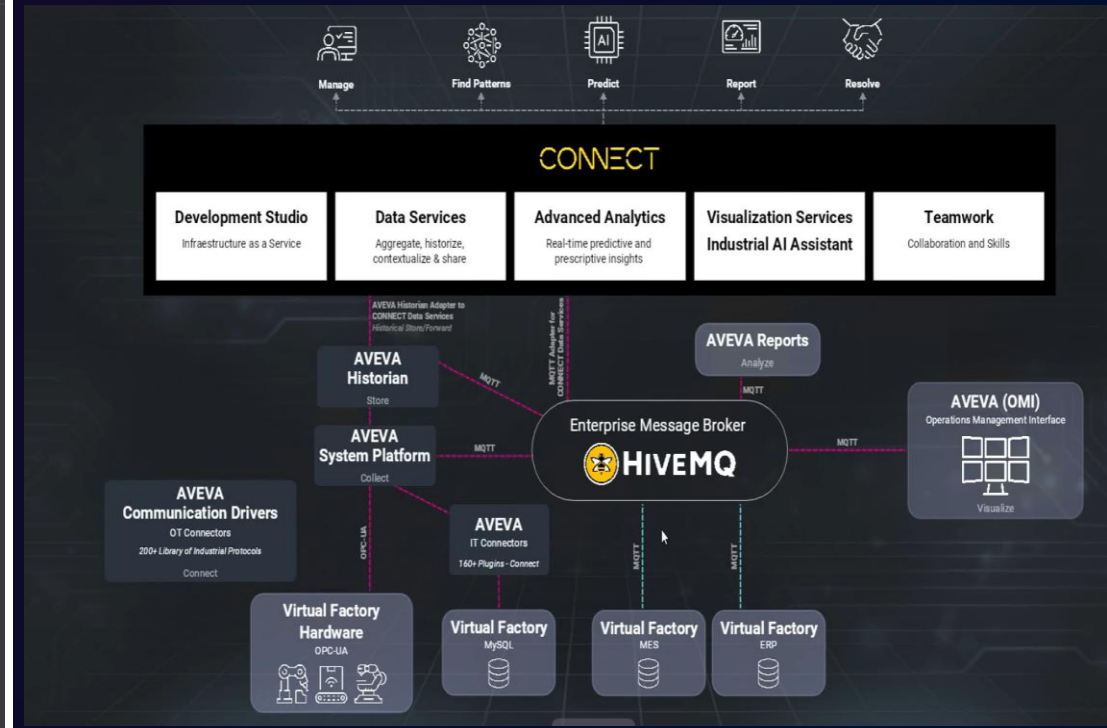 Manage
Find Patterns
AI
Predict
Report
Resolve
CONNECT
Development Studio
Infraestructure as a Service
Data Services
Aggregate, historize,
contextualize & share
Advanced Analytics
Real-time predictive and
prescriptive insights
Visualization Services
Industrial AI Assistant
Teamwork
Collaboration and Skills
AVEVA Historian Adapter to
CONNECT Data Services
Historical Store/Forward
MQTT Adapter for
CONNECT Data Services
AVEVA Reports
Analyze
MQTT
AVEVA
Historian
Store
MQTT
AVEVA
System Platform
Collect
MQTT
Enterprise Message Broker
HIVEMQ
MQTT
AVEVA (OMI)
Operations Management Interface
Visualize
AVEVA
Communication Drivers
OT Connectors
200+ Library of Industrial Protocols
Connect
OPC-UA
AVEVA
IT Connectors
160+ Plugins - Connect
MQTT
MQTT
Virtual Factory
Hardware
OPC-UA
Virtual Factory
MySQL
Virtual Factory
MES
Virtual Factory
ERP